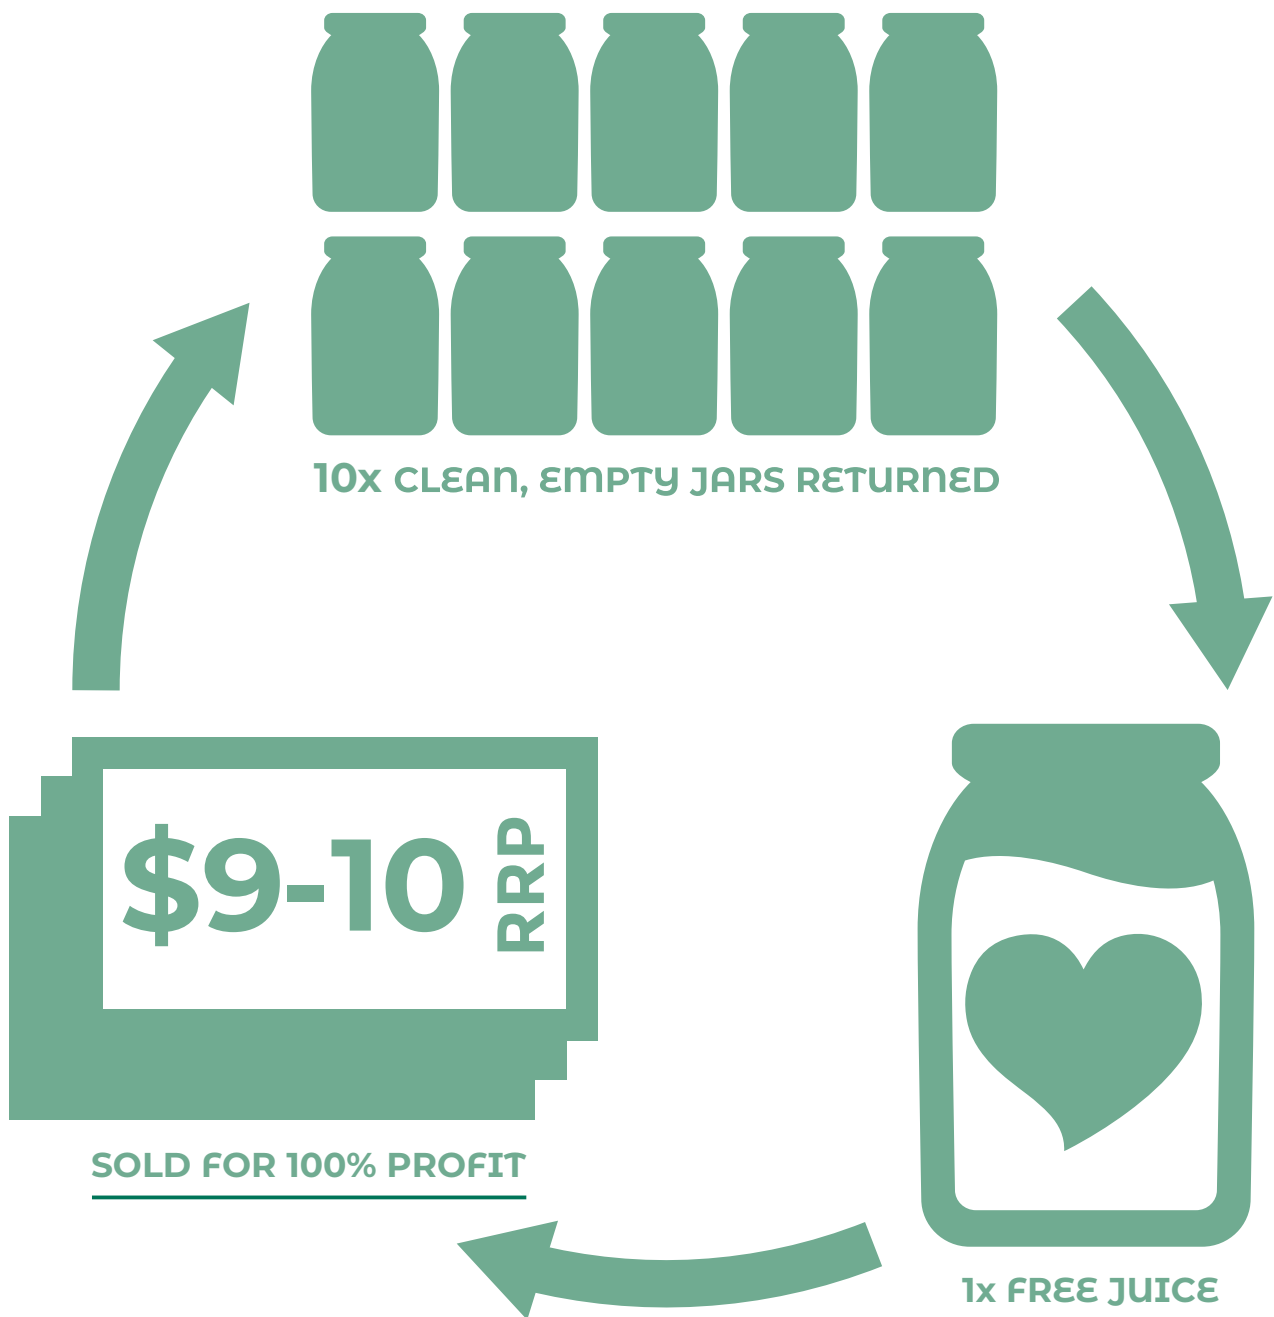 10x CLEAN, EMPTY JARS RETURNED
$9-10 RRP
SOLD FOR 100% PROFIT
1x FREE JUICE